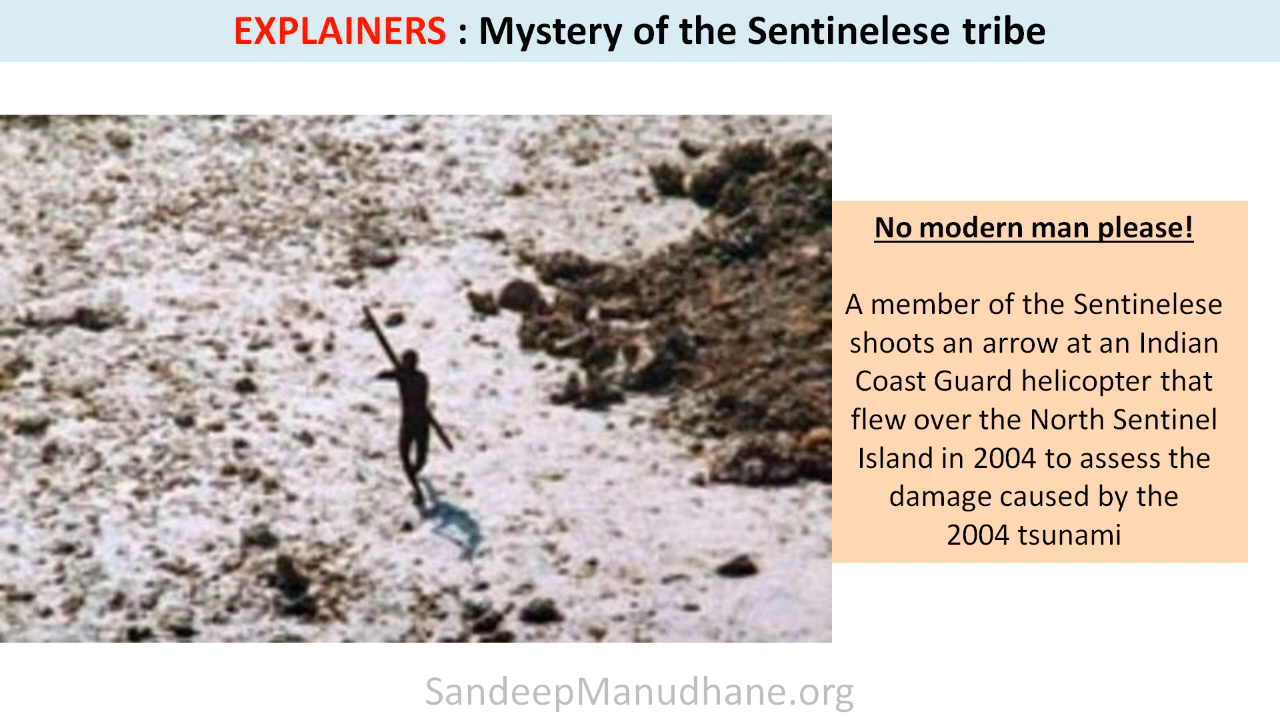 EXPLAINERS : Mystery of the Sentinelese tribe
No modern man please!
A member of the Sentinelese
shoots an arrow at an Indian
Coast Guard helicopter that
flew over the North Sentinel
Island in 2004 to assess the
damage caused by the
2004 tsunami
SandeepManudhane.org